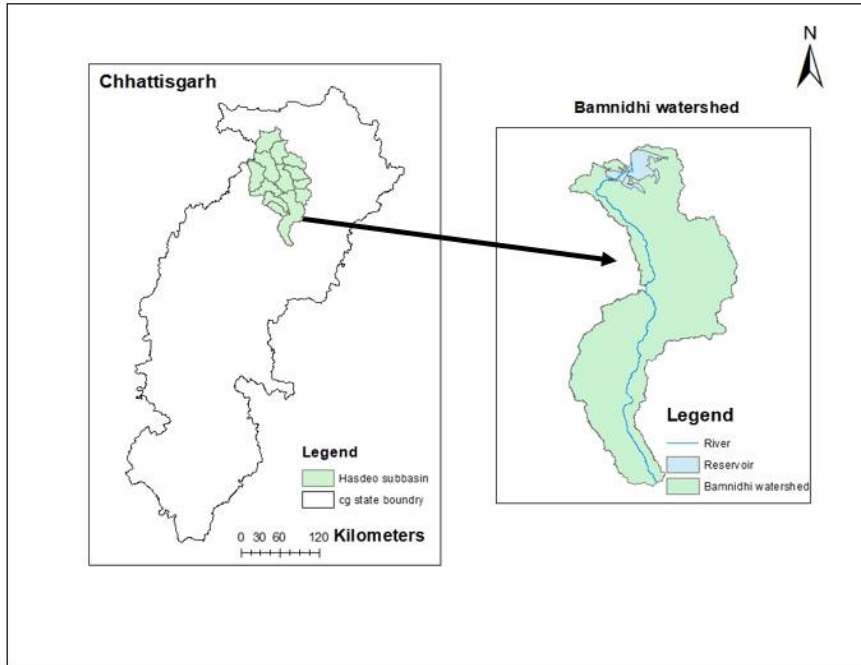 N
Chhattisgarh
Bamnidhi watershed
Legend
Hasdeo subbasin
cg state boundry
0 30 60 120 Kilometers
Legend
River
Reservoir
Bamnidhi watershed